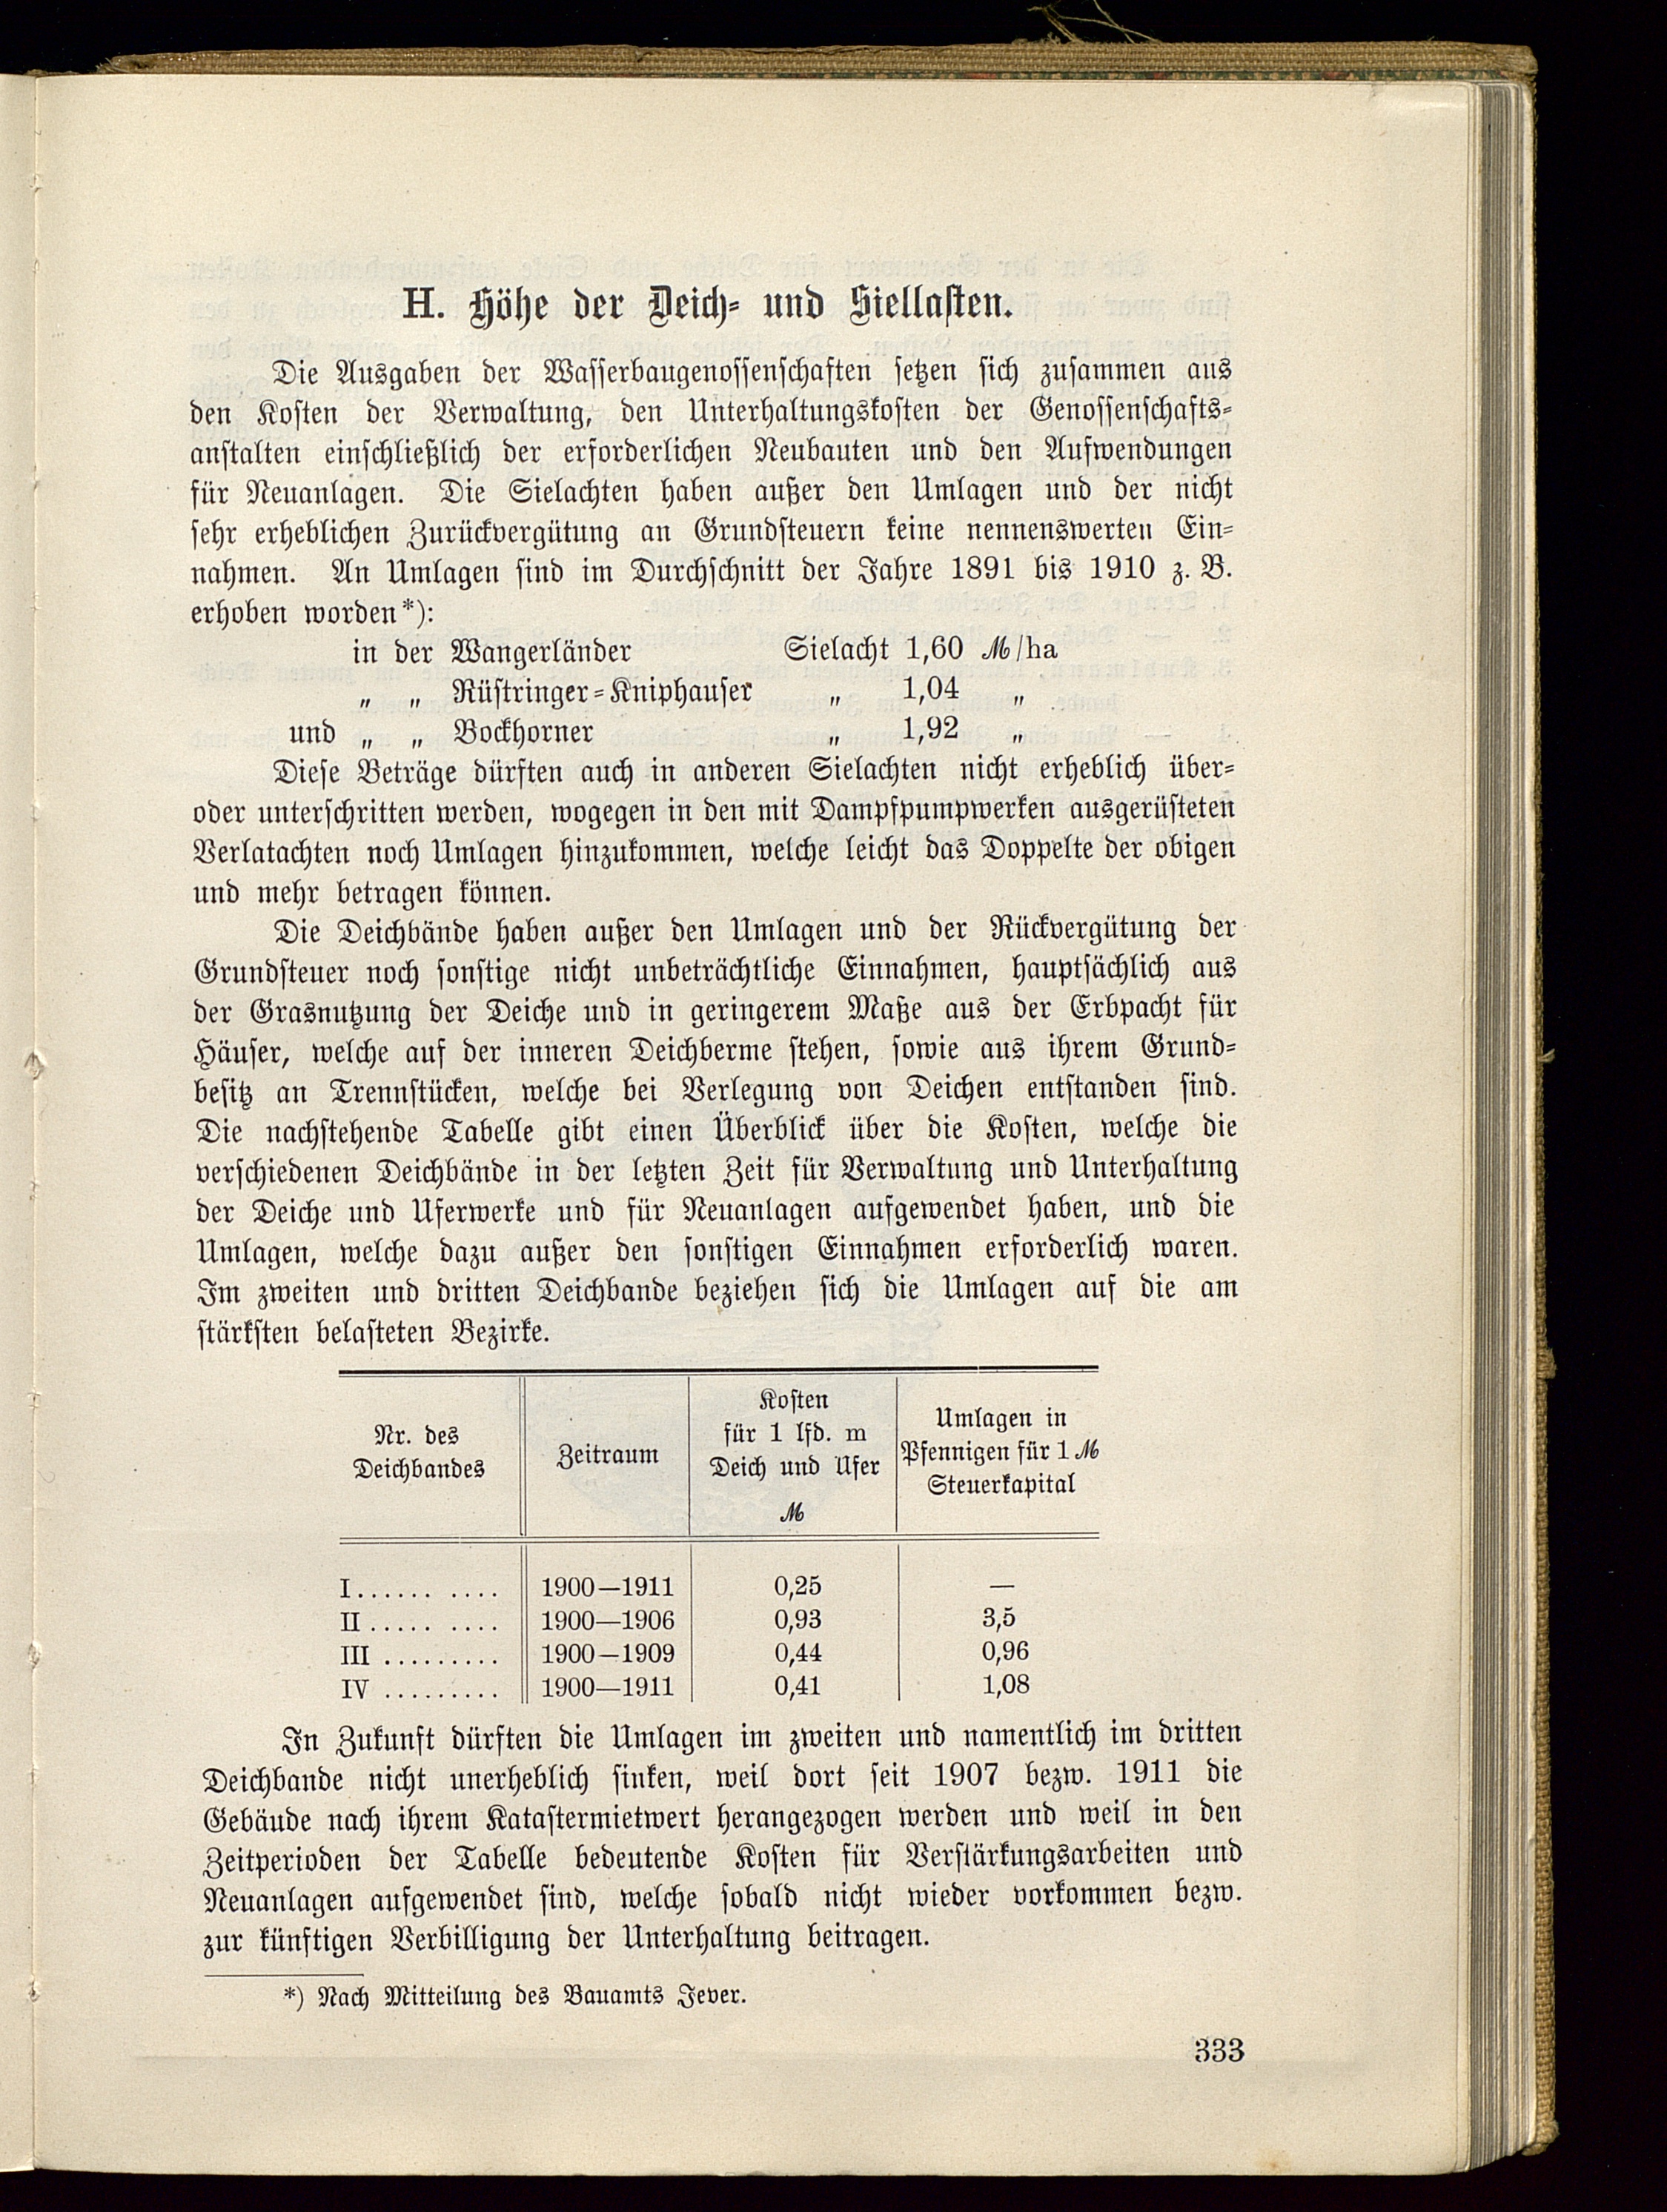 H. Höhe der Deich- und Siellasten.
Die Ausgaben der Wasserbaugenossenschaften setzen sich zusammen aus
den Kosten der Verwaltung, den Unterhaltungskosten der Genossenschafts-
anstalten einschließlich der erforderlichen Neubauten und den Aufwendungen
für Neuanlagen. Die Sielachten haben außer den Umlagen und der nicht
sehr erheblichen Zurückvergütung an Grundsteuern keine nennenswerten Ein-
nahmen. An Umlagen sind im Durchschnitt der Jahre 1891 bis 1910 z. B.
erhoben worden*):
in der Wangerländer Sielacht 1,60 ℳ/ha
„ „ Rüstringer-Kniphauser „ 1,04 „
und „ „ Bockhorner „ 1,92 „
Diese Beträge dürften auch in anderen Sielachten nicht erheblich über-
oder unterschritten werden, wogegen in den mit Dampfpumpwerken ausgerüsteten
Verlatachten noch Umlagen hinzukommen, welche leicht das Doppelte der obigen
und mehr betragen können.
Die Deichbände haben außer den Umlagen und der Rückvergütung der
Grundsteuer noch sonstige nicht unbeträchtliche Einnahmen, hauptsächlich aus
der Grasnutzung der Deiche und in geringerem Maße aus der Erbpacht für
Häuser, welche auf der inneren Deichberme stehen, sowie aus ihrem Grund-
besitz an Trennstücken, welche bei Verlegung von Deichen entstanden sind.
Die nachstehende Tabelle gibt einen Überblick über die Kosten, welche die
verschiedenen Deichbände in der letzten Zeit für Verwaltung und Unterhaltung
der Deiche und Uferwerke und für Neuanlagen aufgewendet haben, und die
Umlagen, welche dazu außer den sonstigen Einnahmen erforderlich waren.
Im zweiten und dritten Deichbande beziehen sich die Umlagen auf die am
stärksten belasteten Bezirke.
Nr. des
Deichbandes
Zeitraum
Kosten
für 1 lfd. m
Deich und Ufer
ℳ
Umlagen in
Pfennigen für 1 ℳ
Steuerkapital
I.......... 1900—1911 0,25 —
II ......... 1900—1906 0,93 3,5
III ......... 1900—1909 0,44 0,96
IV ......... 1900—1911 0,41 1,08
In Zukunft dürften die Umlagen im zweiten und namentlich im dritten
Deichbande nicht unerheblich sinken, weil dort seit 1907 bezw. 1911 die
Gebäude nach ihrem Katastermietwert herangezogen werden und weil in den
Zeitperioden der Tabelle bedeutende Kosten für Verstärkungsarbeiten und
Neuanlagen aufgewendet sind, welche sobald nicht wieder vorkommen bezw.
zur künftigen Verbilligung der Unterhaltung beitragen.
*) Nach Mitteilung des Bauamts Jever.
333